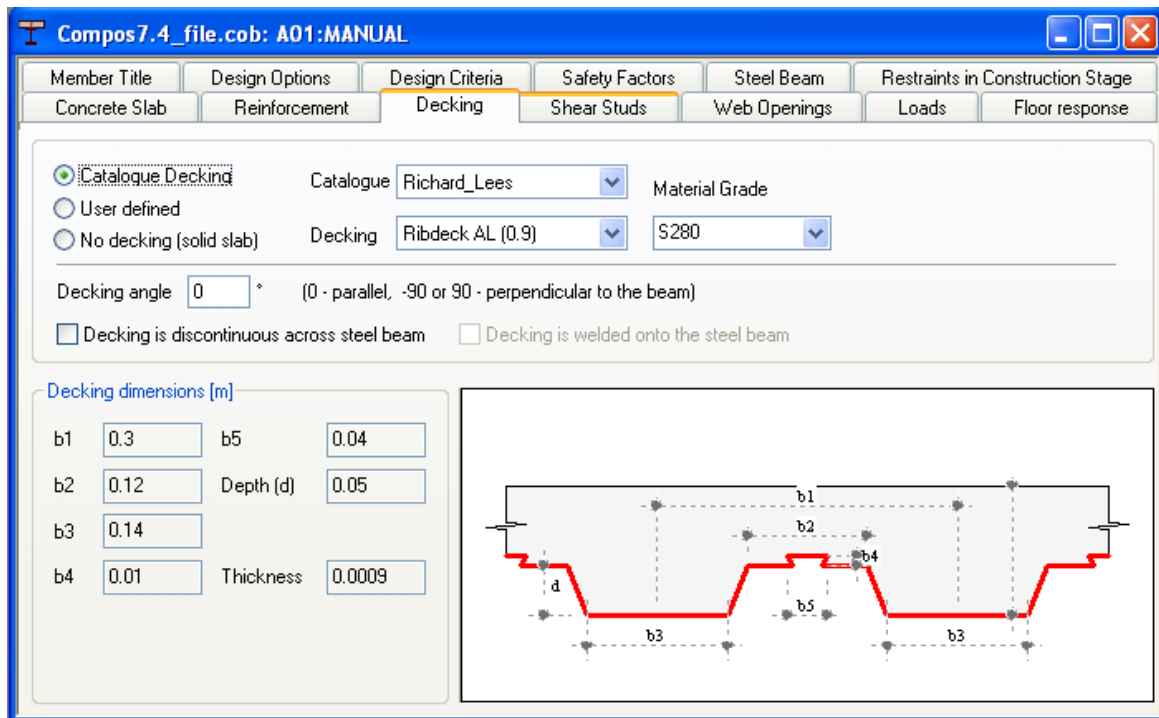 Compos7.4_file.cob: A01:MANUAL
Member Title Design Options Design Criteria Safety Factors Steel Beam Restraints in Construction Stage
Concrete Slab Reinforcement Decking Shear Studs Web Openings Loads Floor response
Catalogue Decking Catalogue Richard_Lees Material Grade
User defined
No decking (solid slab) Decking Ribdeck AL (0.9) S280
Decking angle 0 ° (0 - parallel, -90 or 90 - perpendicular to the beam)
Decking is discontinuous across steel beam Decking is welded onto the steel beam
Decking dimensions [m]
b1 0.3 b5 0.04
b2 0.12 Depth (d) 0.05
b3 0.14
b4 0.01 Thickness 0.0009
b1
b2
b4
d
b5
b3 b3